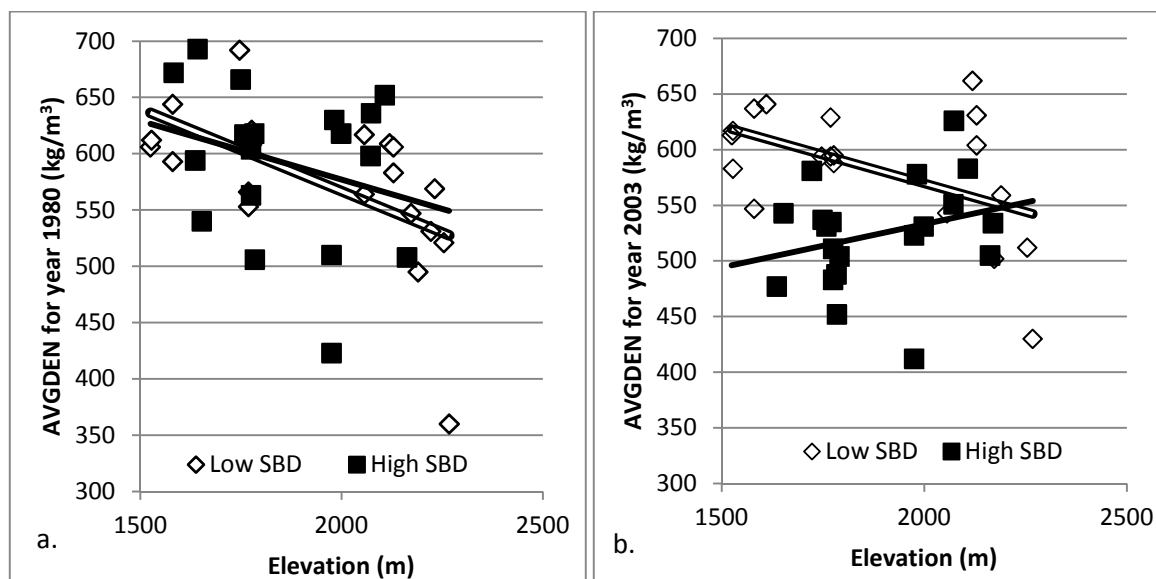 AVGDEN for year 1980 (kg/m³)
700
650
600
550
500
450
400
350
300
Low SBD High SBD
1500 2000 2500
a. Elevation (m)
AVGDEN for year 2003 (kg/m³)
700
650
600
550
500
450
400
350
300
Low SBD High SBD
1500 2000 2500
b. Elevation (m)